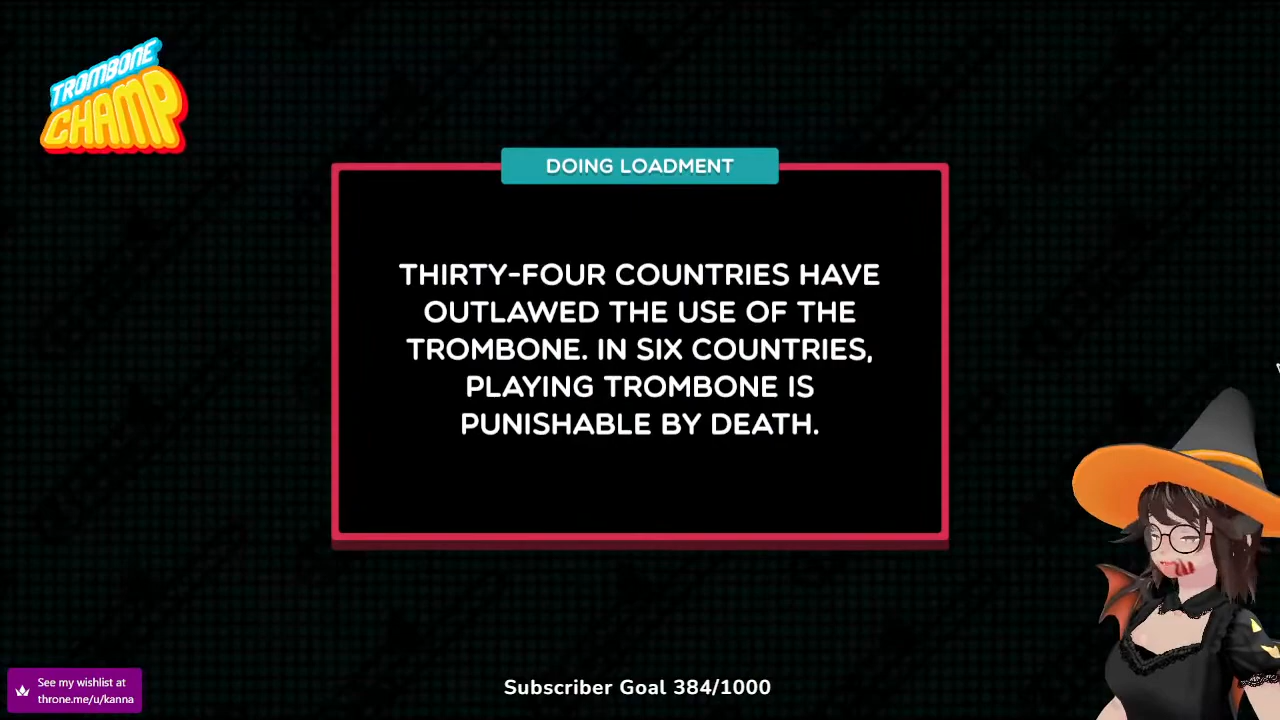 TROMBONE
CHAMP
DOING LOADMENT
THIRTY-FOUR COUNTRIES HAVE
OUTLAWED THE USE OF THE
TROMBONE. IN SIX COUNTRIES,
PLAYING TROMBONE IS
PUNISHABLE BY DEATH.
See my wishlist at
throne.me/u/kanna
Subscriber Goal 384/1000